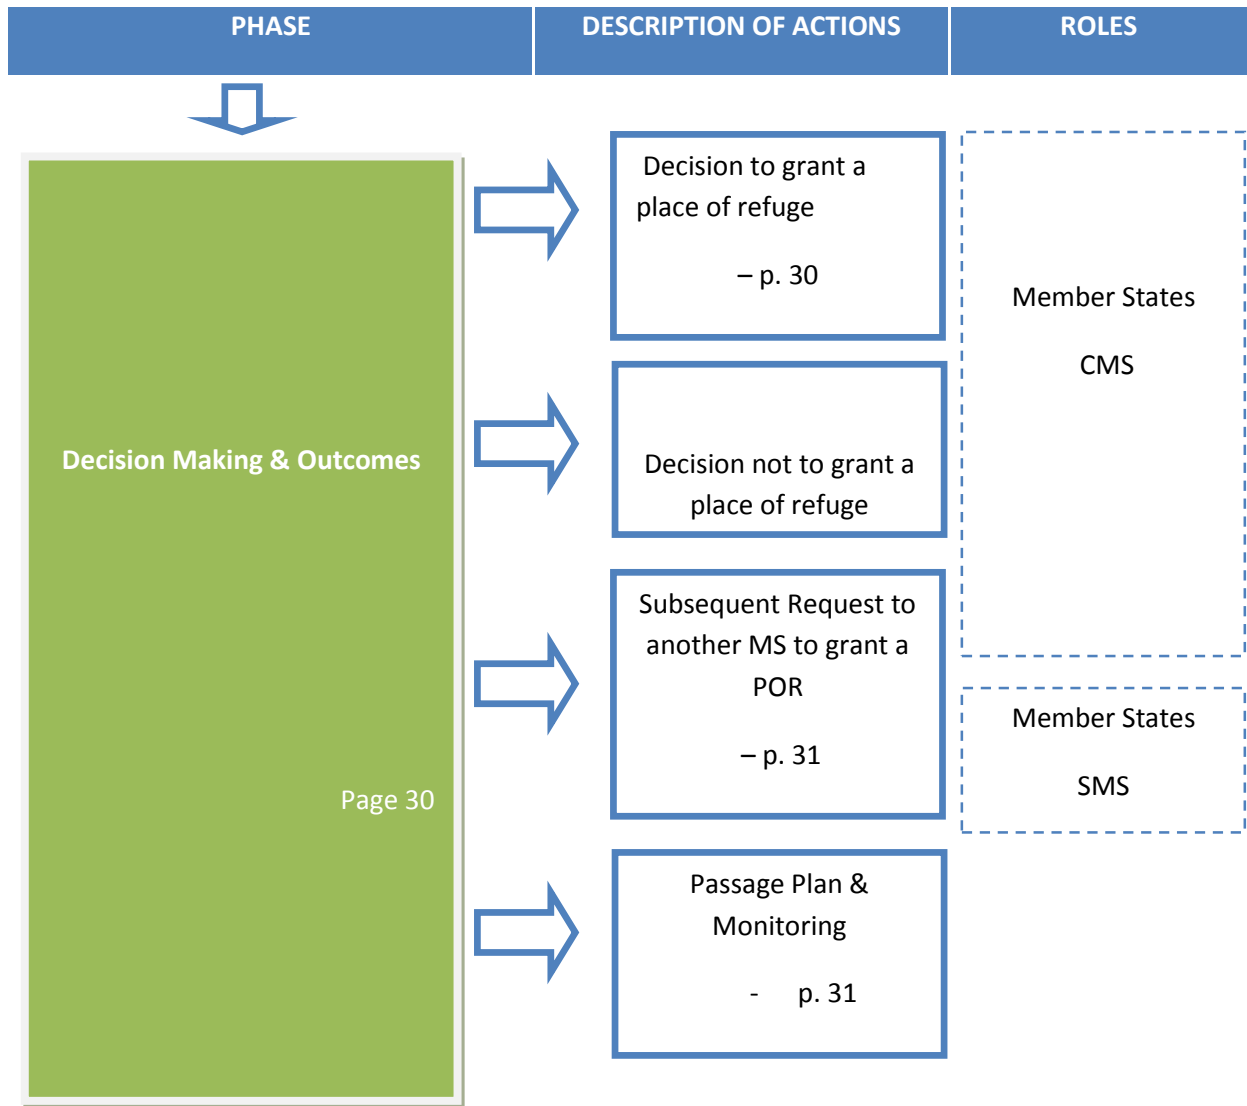 PHASE
DESCRIPTION OF ACTIONS
ROLES
Decision Making & Outcomes
Page 30
Decision to grant a
place of refuge
– p. 30
Decision not to grant a
place of refuge
Subsequent Request to
another MS to grant a
POR
– p. 31
Passage Plan &
Monitoring
- p. 31
Member States
CMS
Member States
SMS